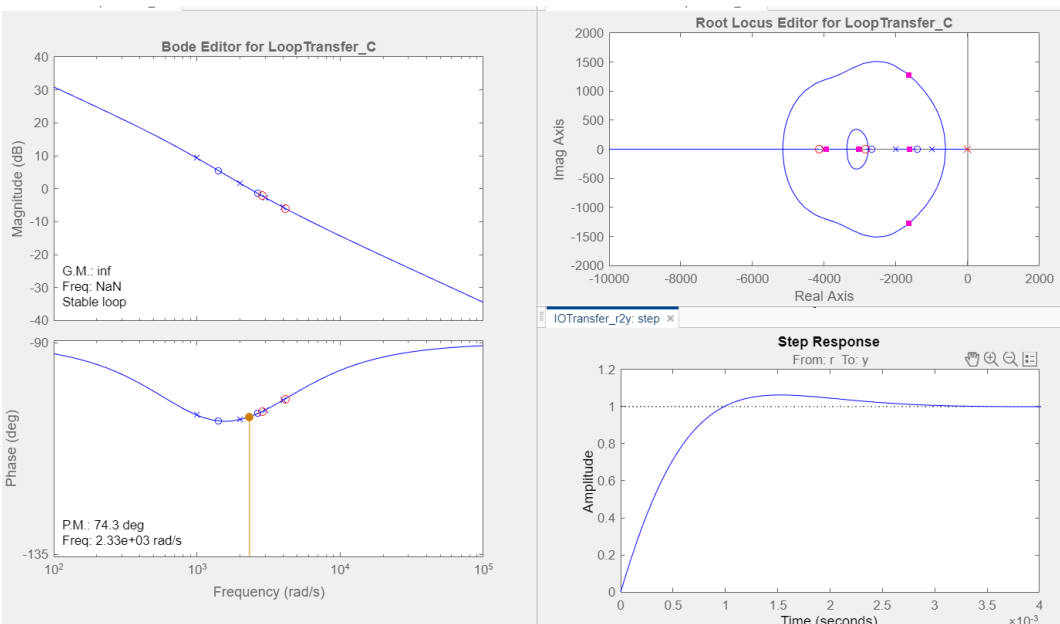 Bode Editor for LoopTransfer_C
40
30
20
10
0
-10
-20
-30
-40
Magnitude (dB)
G.M.: inf
Freq: NaN
Stable loop
-90
-135
Phase (deg)
P.M.: 74.3 deg
Freq: 2.33e+03 rad/s
10^2
10^3
10^4
10^5
Frequency (rad/s)
Root Locus Editor for LoopTransfer_C
2000
1500
1000
500
0
-500
-1000
-1500
-2000
Imag Axis
-10000
-8000
-6000
-4000
-2000
0
2000
Real Axis
IOTransfer_r2y: step ×
Step Response
From: r To: y
1.2
1
0.8
0.6
0.4
0.2
0
Amplitude
0
0.5
1
1.5
2
2.5
3
3.5
4
Time (seconds)
×10^-3